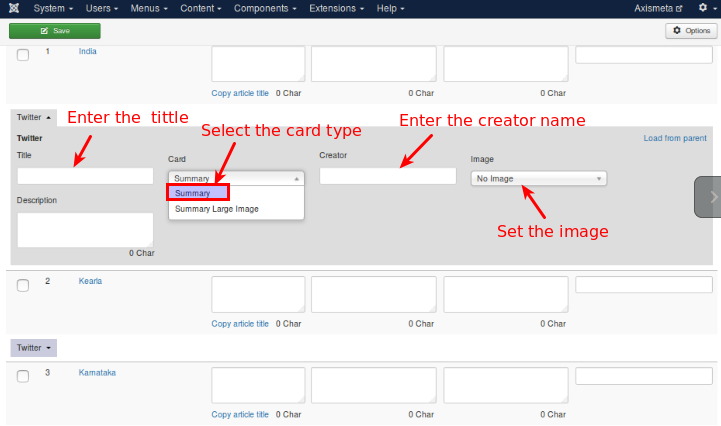 System Users Menus Content Components Extensions Help Axismeta
Save Options
1 India
Copy article title 0 Char 0 Char 0 Char
Twitter
Enter the tittle
Select the card type
Enter the creator name
Twitter Load from parent
Title Card Creator Image
Summary No Image
Summary
Summary Large Image
Description
Set the image
0 Char
2 Kearla
Copy article title 0 Char 0 Char 0 Char
Twitter
3 Karnataka
Copy article title 0 Char 0 Char 0 Char